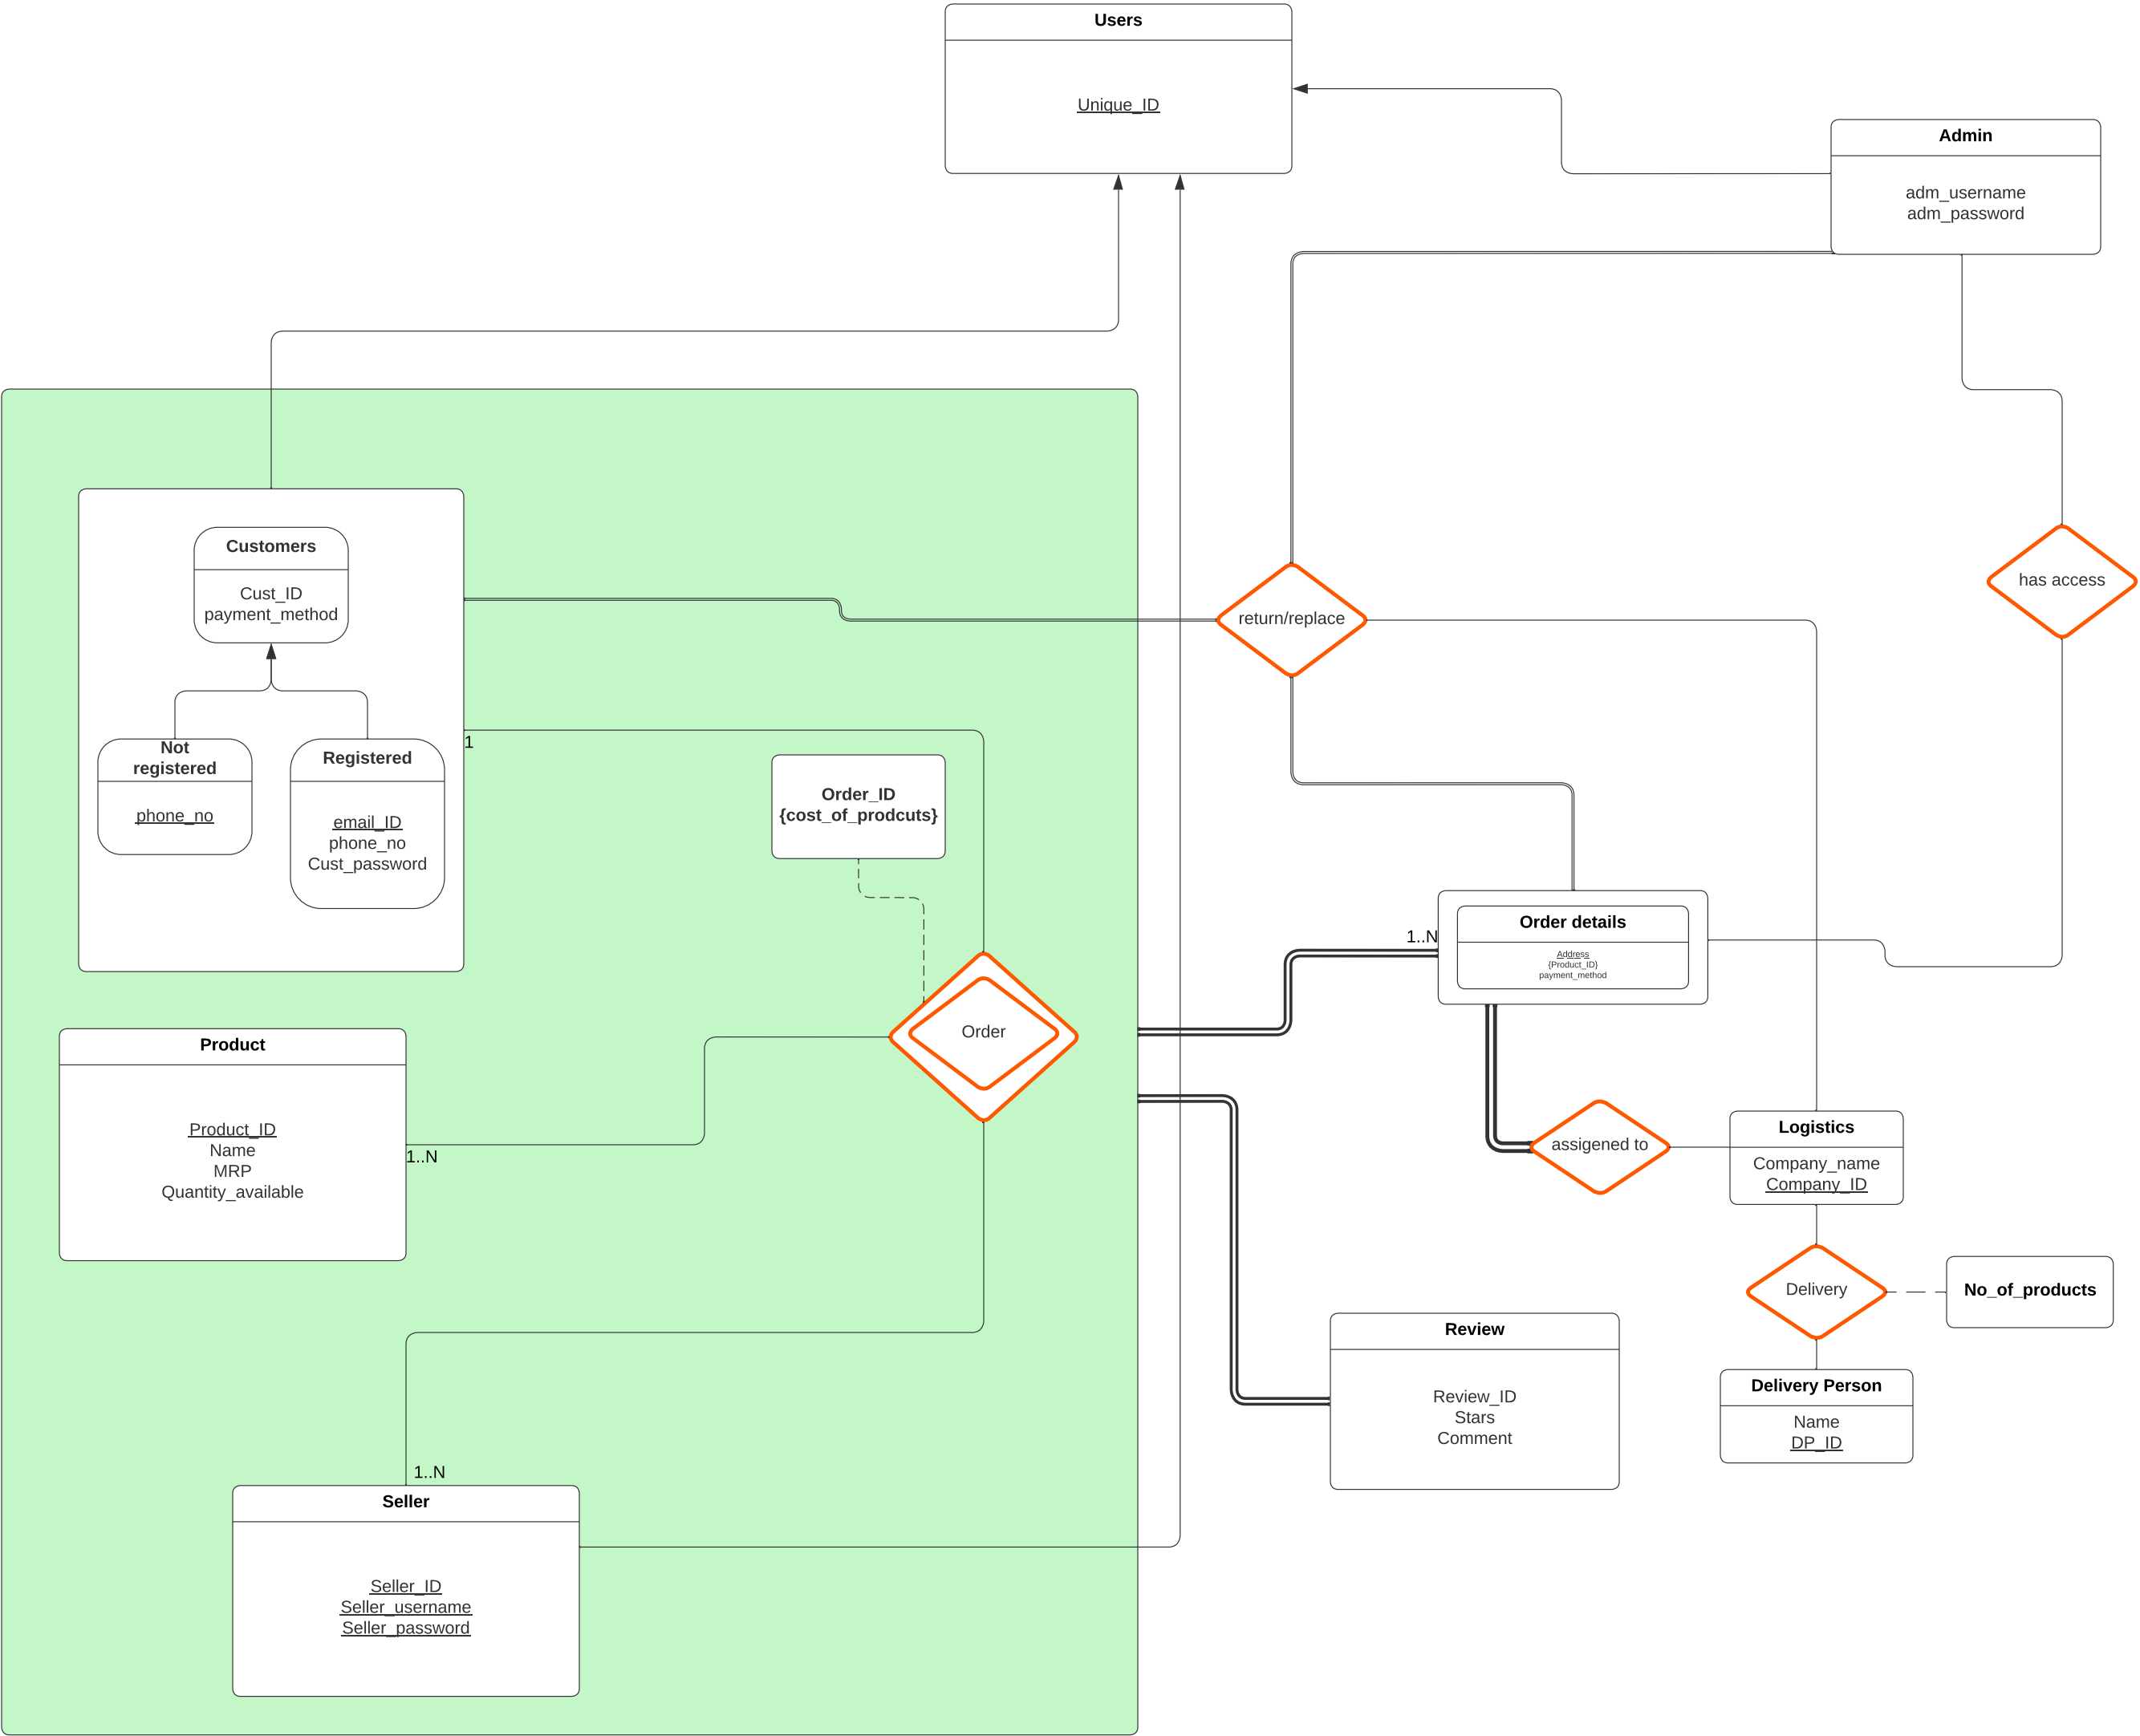 Users
Unique_ID
Admin
adm_username
adm_password
Customers
Cust_ID
payment_method
has access
return/replace
Not
registered
phone_no
Registered
email_ID
phone_no
Cust_password
1
Order_ID
{cost_of_prodcuts}
Order details
Address
{Product_ID}
payment_method
1..N
Order
Product
Product_ID
Name
MRP
Quantity_available
1..N
assigened to
Logistics
Company_name
Company_ID
Delivery
No_of_products
Review
Review_ID
Stars
Comment
Delivery Person
Name
DP_ID
1..N
Seller
Seller_ID
Seller_username
Seller_password